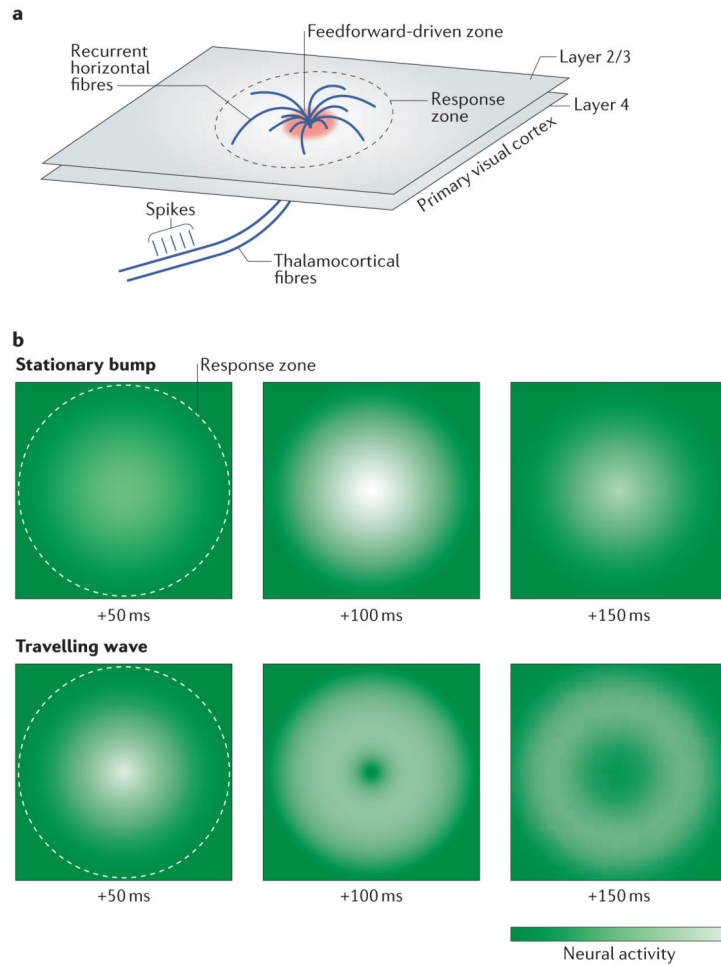 a
Feedforward-driven zone
Recurrent
horizontal
fibres
Response
zone
Layer 2/3
Layer 4
Primary visual cortex
Spikes
Thalamocortical
fibres
b
Stationary bump
Response zone
+50 ms
+100 ms
+150 ms
Travelling wave
+50 ms
+100 ms
+150 ms
Neural activity